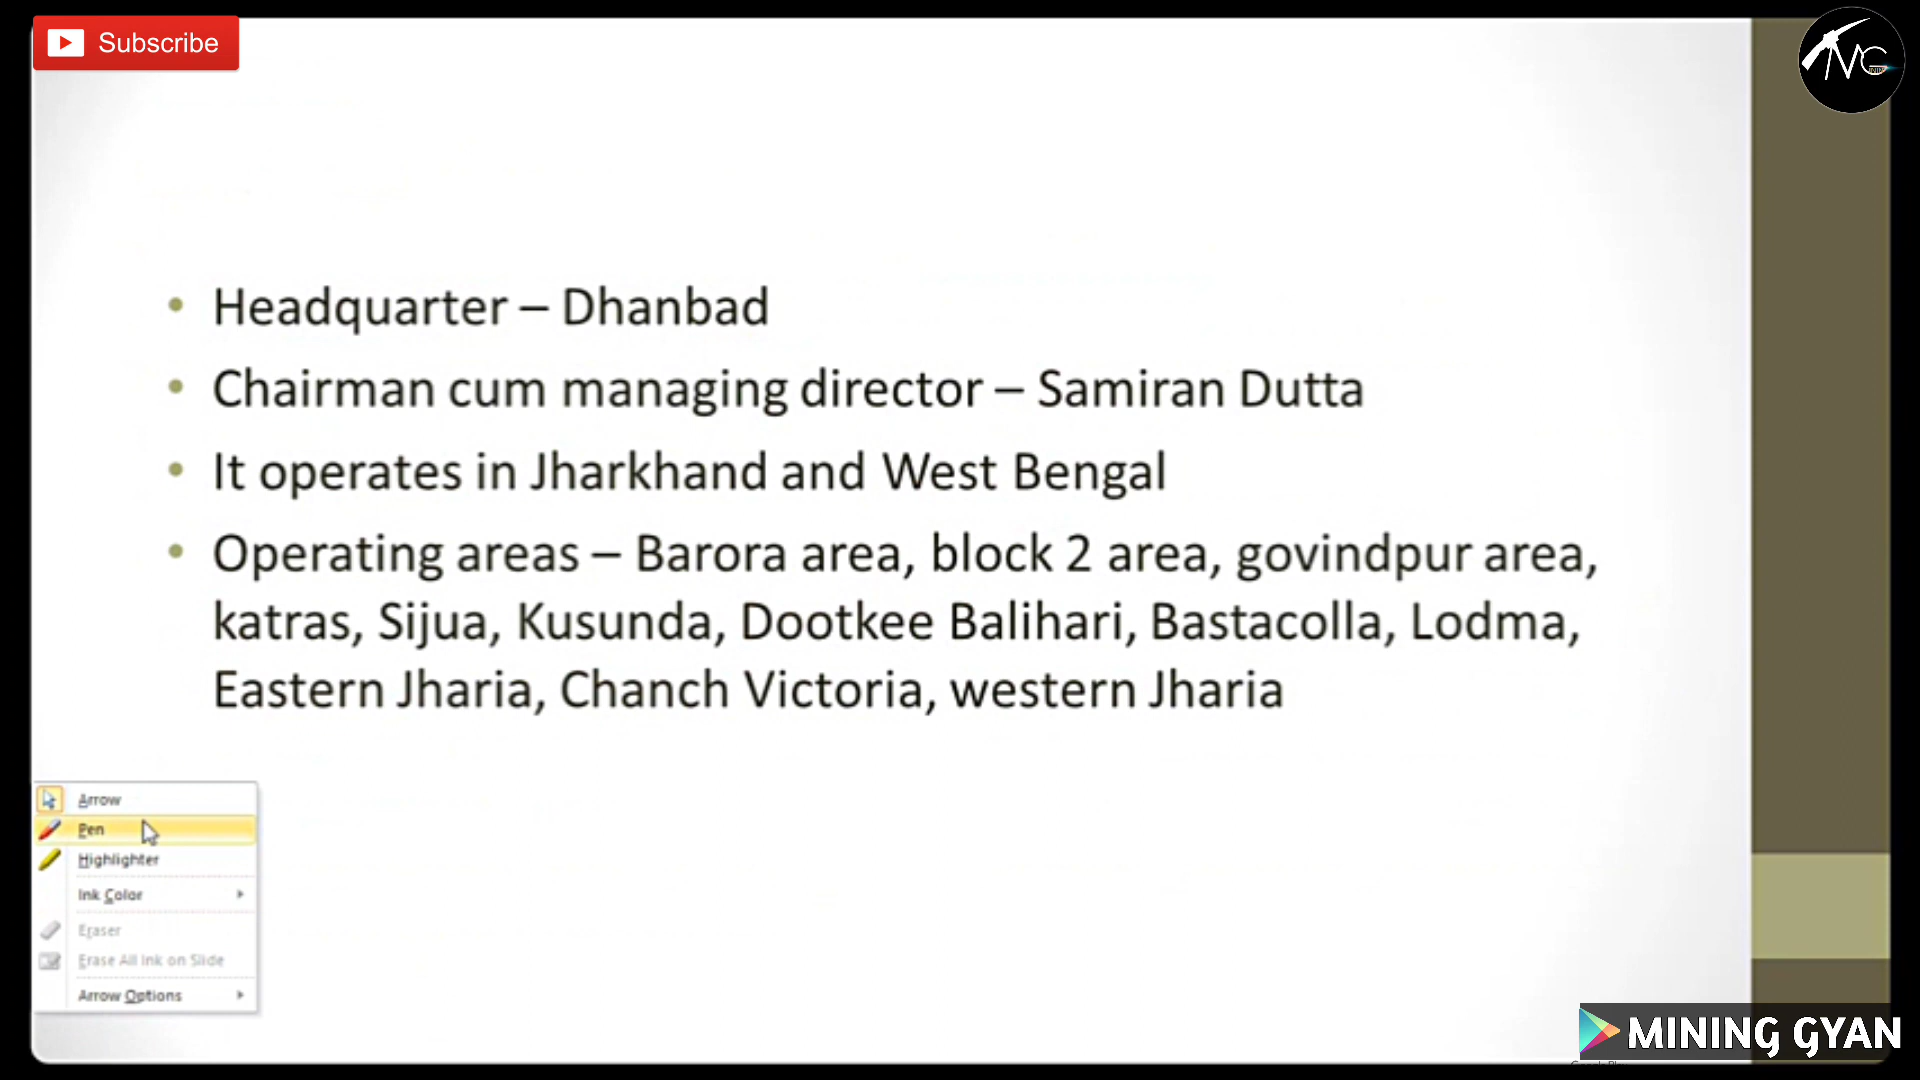 Subscribe
• Headquarter – Dhanbad
• Chairman cum managing director – Samiran Dutta
• It operates in Jharkhand and West Bengal
• Operating areas – Barora area, block 2 area, govindpur area,
katras, Sijua, Kusunda, Dootkee Balihari, Bastacolla, Lodma,
Eastern Jharia, Chanch Victoria, western Jharia
Arrow
Pen
Highlighter
Ink Color
Eraser
Erase All Ink on Slide
Arrow Options
MINING GYAN